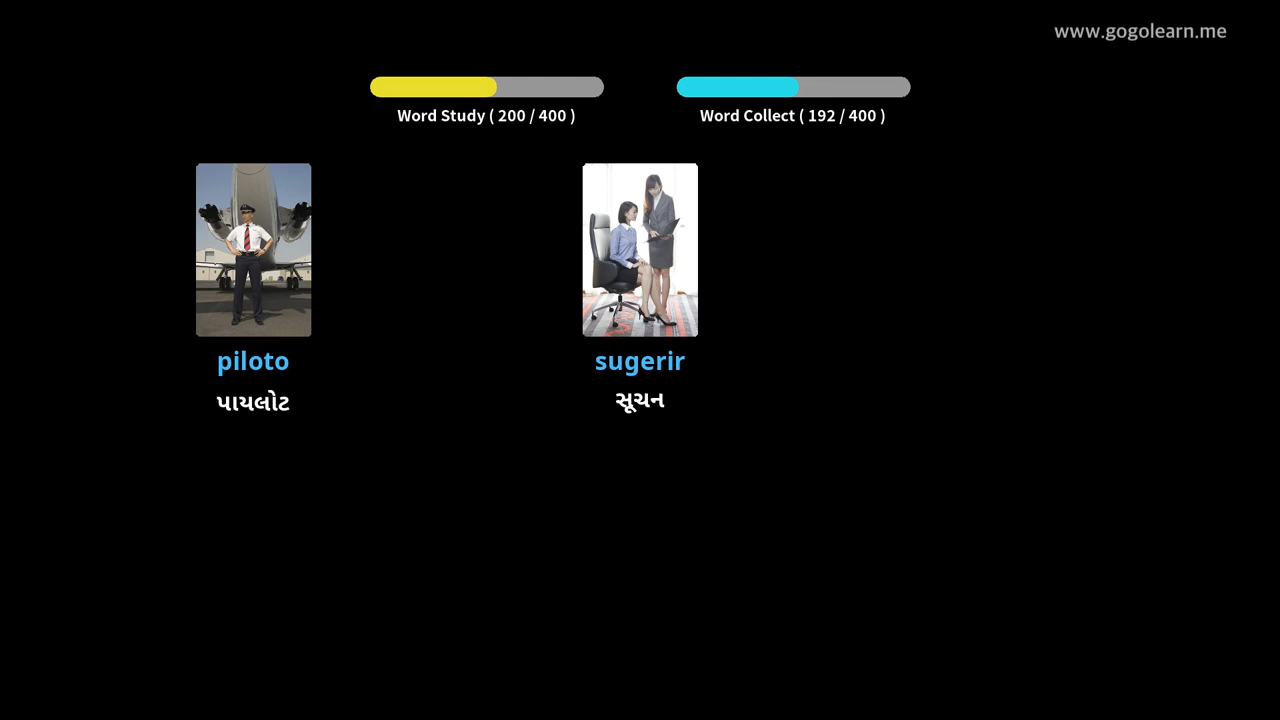 www.gogolearn.me
Word Study ( 200 / 400 )
Word Collect ( 192 / 400 )
piloto
પાયલોટ
sugerir
સૂચન